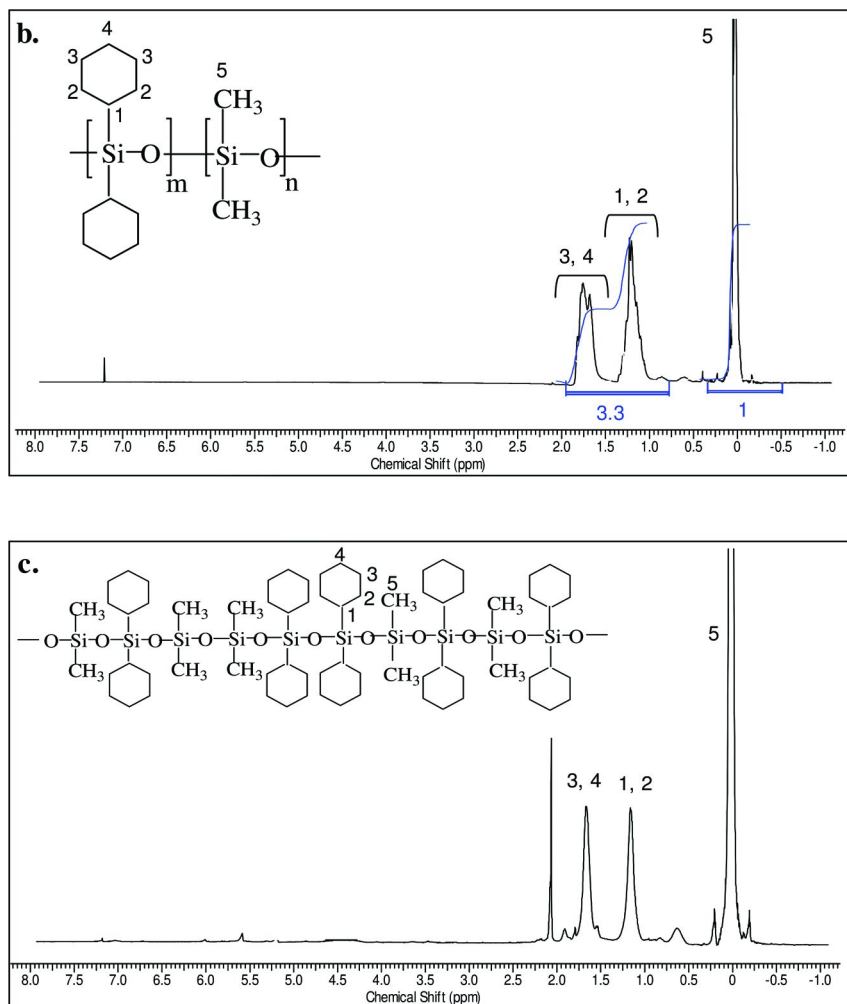 b.
4
3 3
2 2
1
5
CH3
Si—O Si—O
m n
CH3
5
1, 2
3, 4
3.3 1
8.0 7.5 7.0 6.5 6.0 5.5 5.0 4.5 4.0 3.5 3.0 2.5 2.0 1.5 1.0 0.5 0 -0.5 -1.0
Chemical Shift (ppm)
c.
4
3
2
1
5
CH3 CH3 CH3 CH3 CH3
O—Si—O—Si—O—Si—O—Si—O—Si—O—Si—O—Si—O—Si—O—Si—O—Si—O
CH3 CH3 CH3 CH3 CH3
5
3, 4 1, 2
8.0 7.5 7.0 6.5 6.0 5.5 5.0 4.5 4.0 3.5 3.0 2.5 2.0 1.5 1.0 0.5 0 -0.5 -1.0
Chemical Shift (ppm)